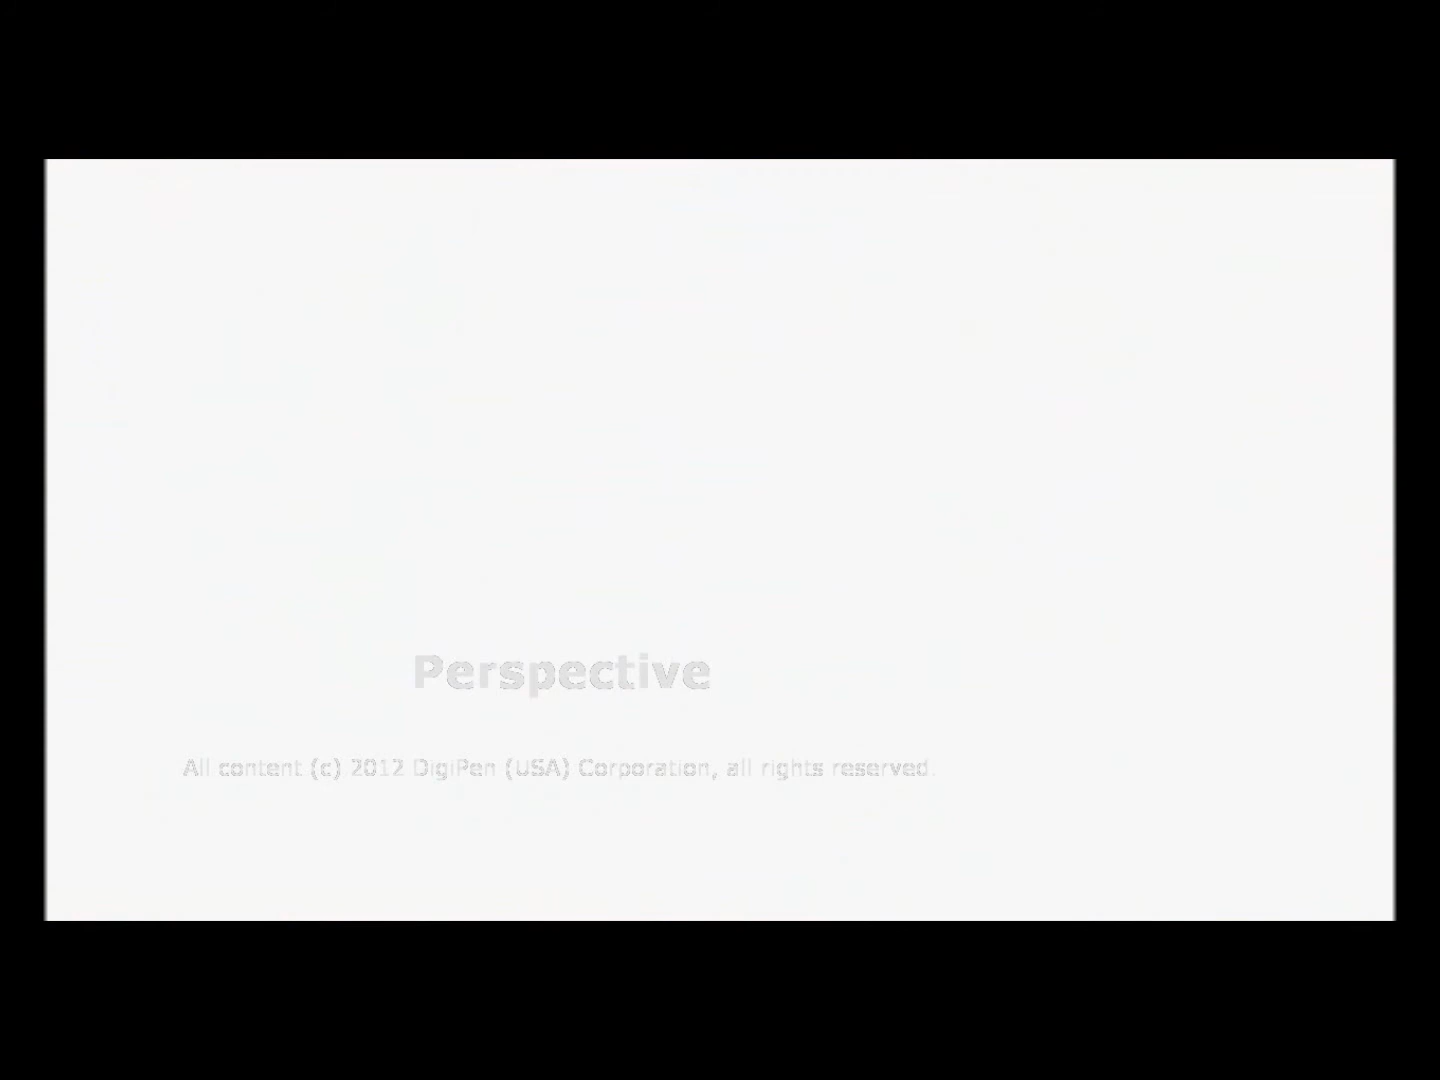 Perspective
All content (c) 2012 DigiPen (USA) Corporation, all rights reserved.